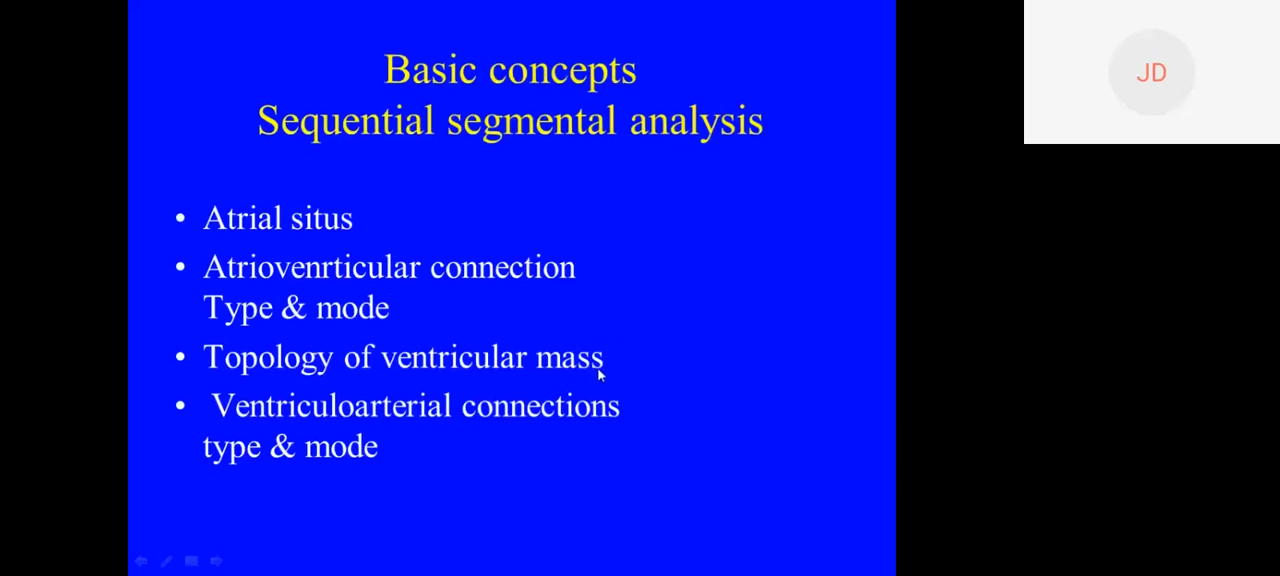 Basic concepts
Sequential segmental analysis
• Atrial situs
• Atriovenrticular connection
Type & mode
• Topology of ventricular mass
• Ventriculoarterial connections
type & mode
JD